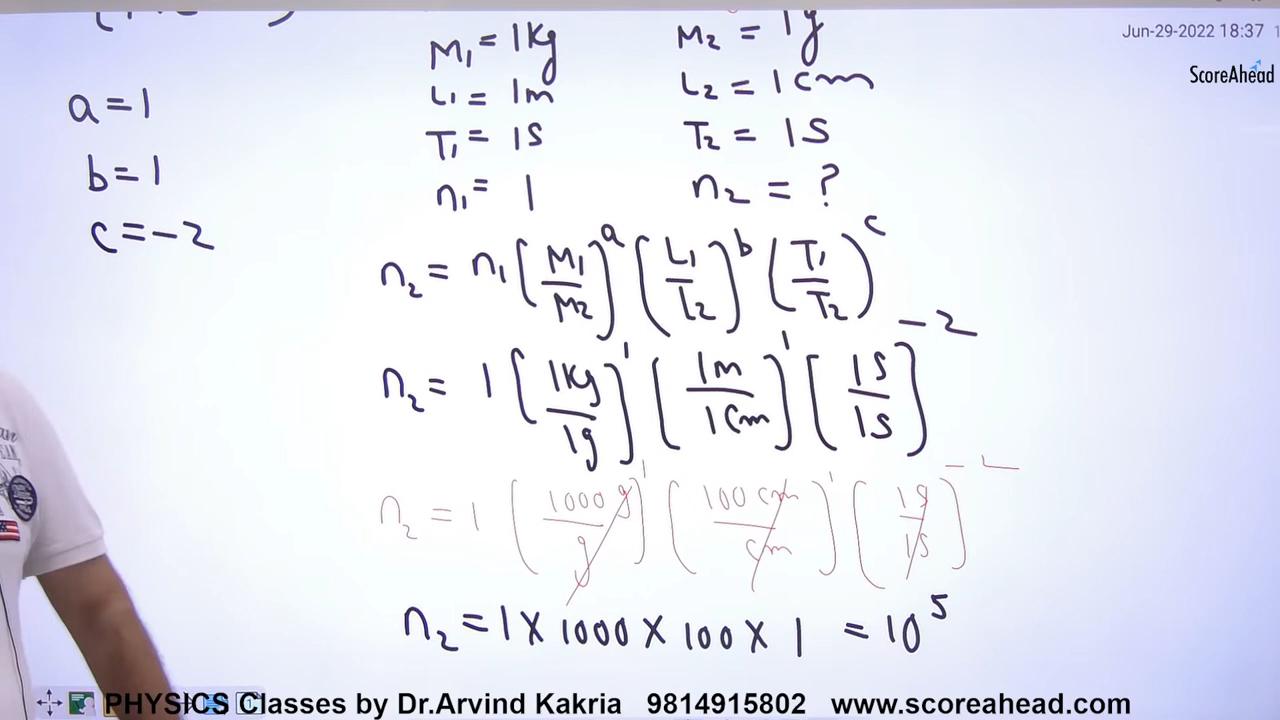 Jun-29-2022 18:37
ScoreAhead
M₁ = 1Kg
M₂ = 1g
a = 1
L₁ = 1m
L₂ = 1cm
T₁ = 1S
T₂ = 1S
b = 1
n₁ = 1
n₂ = ?
c = -2
n₂ = n₁ (M₁/M₂)^a (L₁/L₂)^b (T₁/T₂)^c
n₂ = 1 (1Kg/1g)^1 (1m/1cm)^1 (1S/1S)^-2
n₂ = 1 (1000g/g)^1 (100cm/cm)^1 (1S/1S)^-2
n₂ = 1 × 1000 × 100 × 1 = 10^5
PHYSICS Classes by Dr.Arvind Kakria 9814915802 www.scoreahead.com